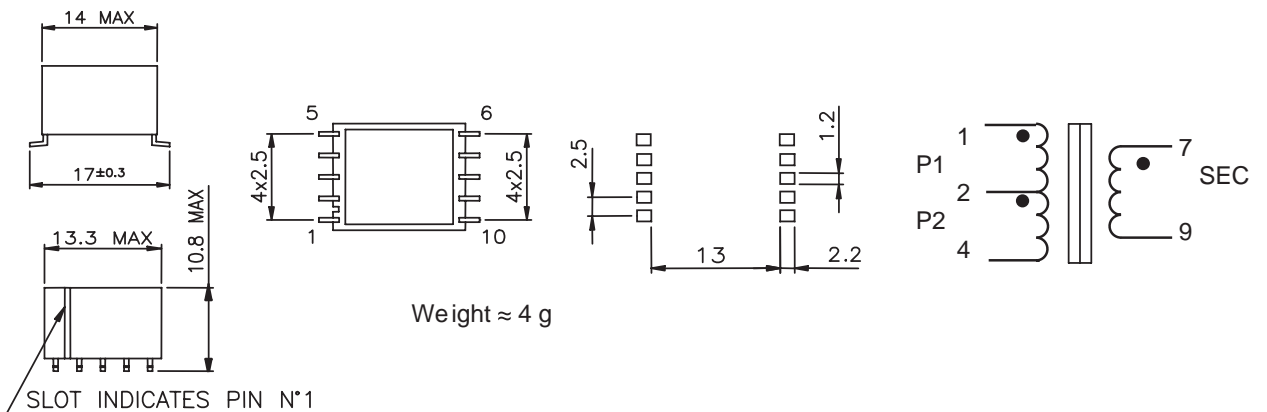 14 MAX
17±0.3
13.3 MAX
10.8 MAX
SLOT INDICATES PIN N°1
5
6
4x2.5
4x2.5
1
10
Weight ≈ 4 g
2.5
1.2
13
2.2
1
P1
2
P2
4
7
SEC
9